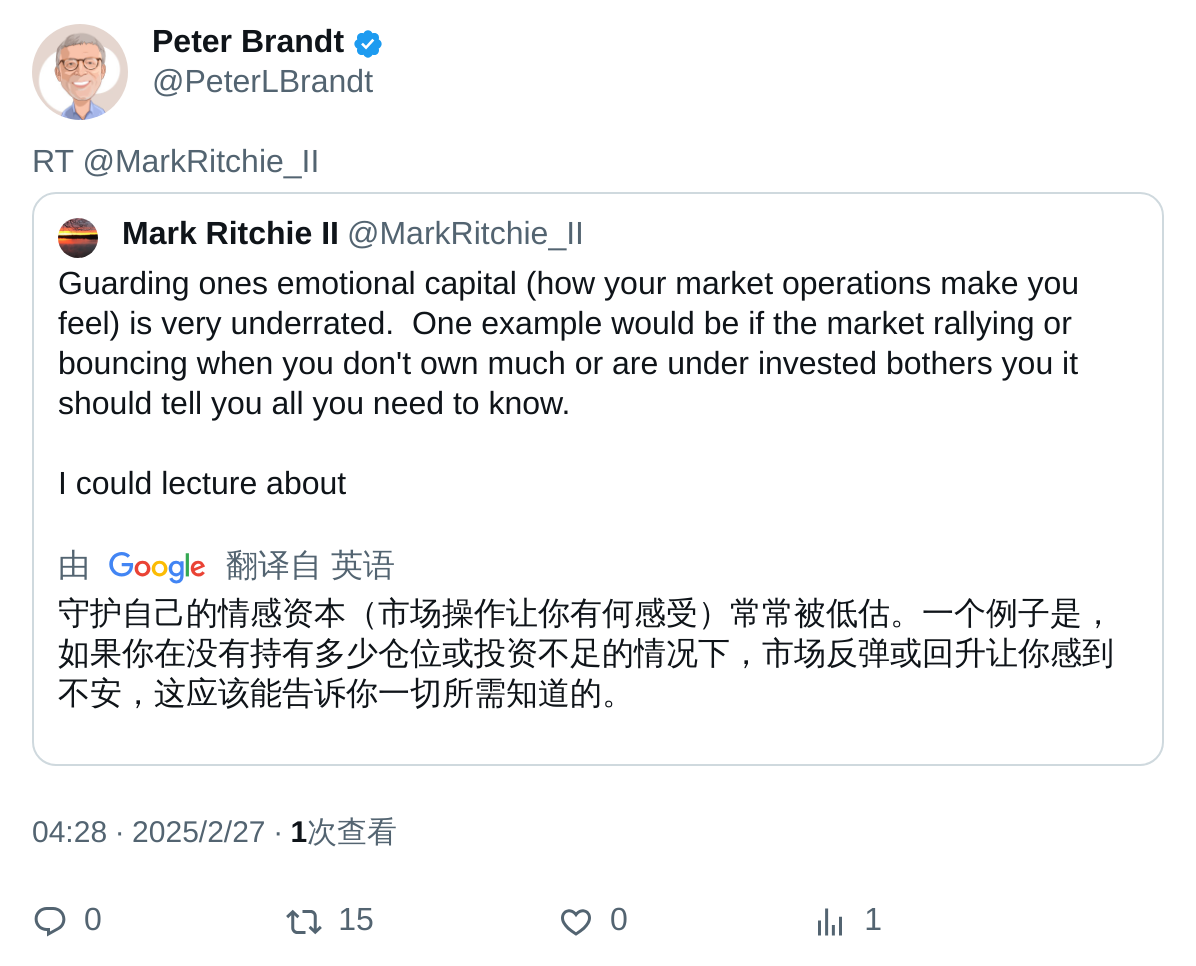 Peter Brandt
@PeterLBrandt
RT @MarkRitchie_II
Mark Ritchie II @MarkRitchie_II
Guarding ones emotional capital (how your market operations make you
feel) is very underrated.  One example would be if the market rallying or
bouncing when you don't own much or are under invested bothers you it
should tell you all you need to know.
I could lecture about
由 Google 翻译自 英语
守护自己的情感资本（市场操作让你有何感受）常常被低估。一个例子是，
如果你在没有持有多少仓位或投资不足的情况下，市场反弹或回升让你感到
不安，这应该能告诉你一切所需知道的。
04:28 · 2025/2/27 · 1次查看
0 15 0 1